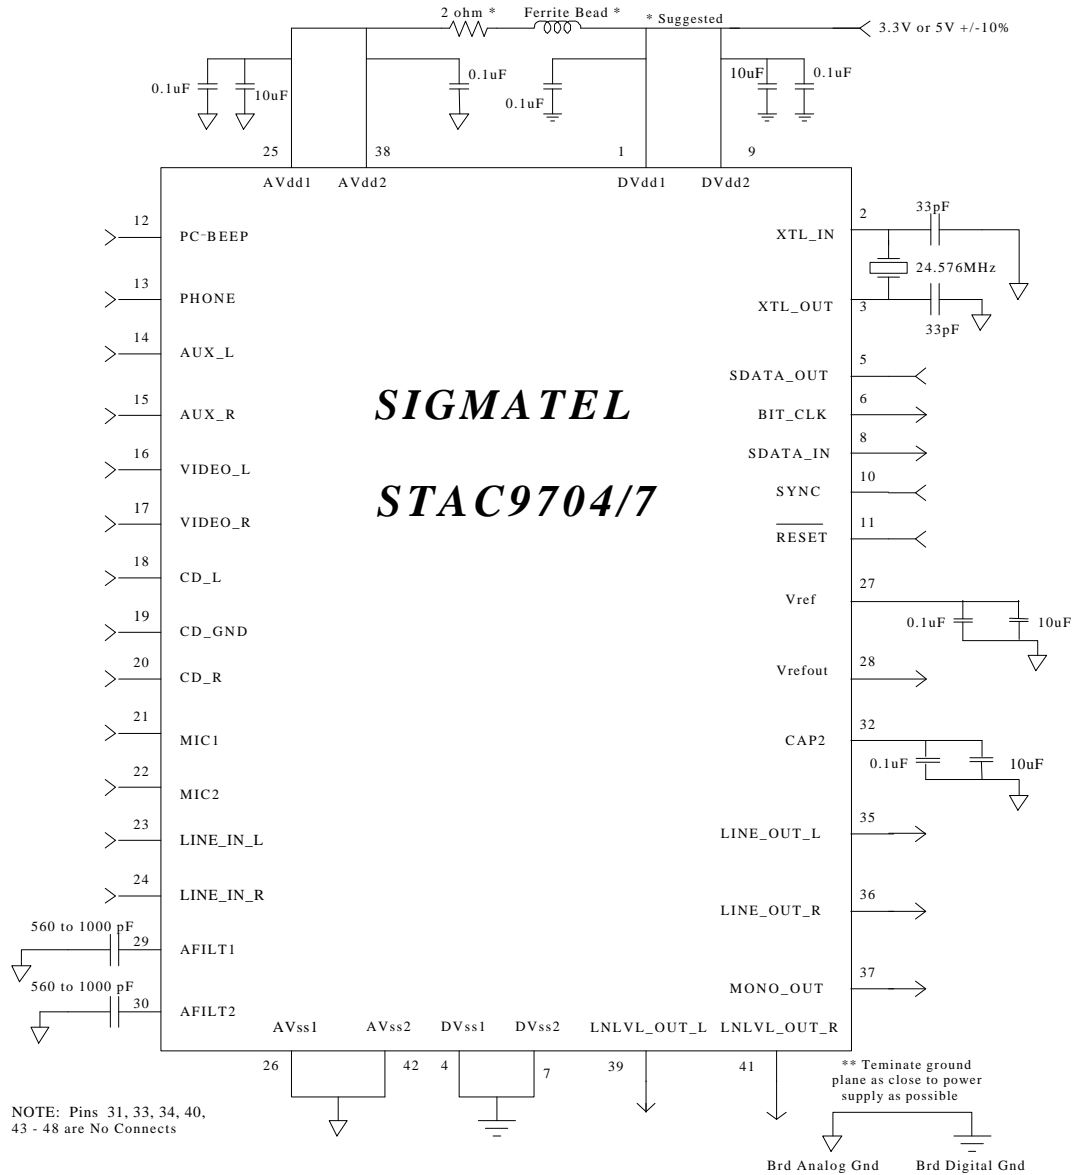 2 ohm *
Ferrite Bead *
* Suggested
3.3V or 5V +/-10%
0.1uF
10uF
0.1uF
0.1uF
10uF
0.1uF
25
38
1
9
AVdd1
AVdd2
DVdd1
DVdd2
12
PC-BEEP
13
PHONE
14
AUX_L
15
AUX_R
16
VIDEO_L
17
VIDEO_R
18
CD_L
19
CD_GND
20
CD_R
21
MIC1
22
MIC2
23
LINE_IN_L
24
LINE_IN_R
560 to 1000 pF
29
AFILT1
560 to 1000 pF
30
AFILT2
SIGMATEL
STAC9704/7
2
33pF
XTL_IN
24.576MHz
XTL_OUT
3
33pF
5
SDATA_OUT
6
BIT_CLK
8
SDATA_IN
10
SYNC
11
RESET
27
Vref
0.1uF
10uF
28
Vrefout
32
CAP2
0.1uF
10uF
35
LINE_OUT_L
36
LINE_OUT_R
37
MONO_OUT
AVss1
AVss2
DVss1
DVss2
LNLVL_OUT_L
LNLVL_OUT_R
26
42
4
7
39
41
** Teminate ground
plane as close to power
supply as possible
NOTE: Pins 31, 33, 34, 40,
43 - 48 are No Connects
Brd Analog Gnd
Brd Digital Gnd